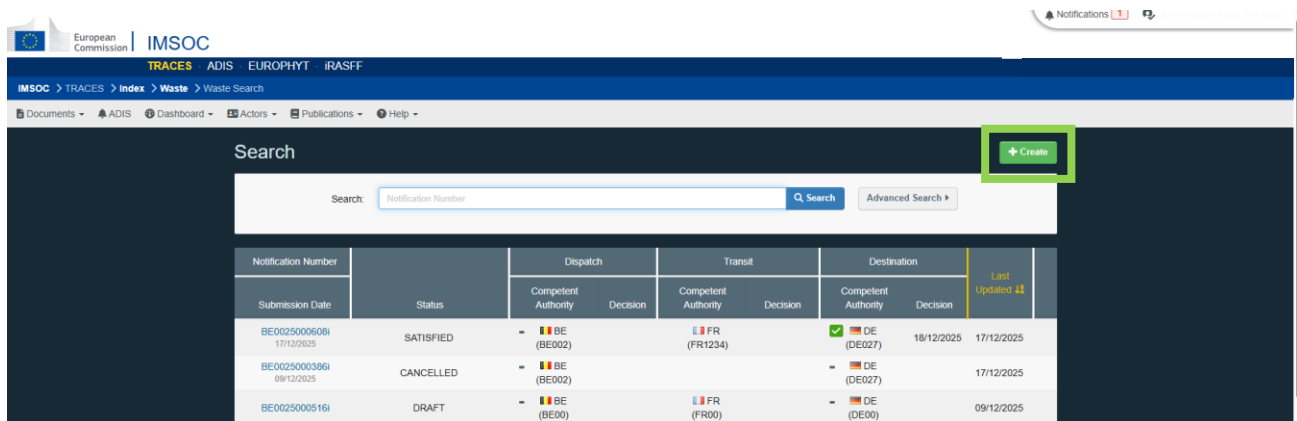 Notifications 1
European
Commission
IMSOC
TRACES · ADIS · EUROPHYT · iRASFF
IMSOC > TRACES > Index > Waste > Waste Search
Documents ADIS Dashboard Actors Publications Help
Search
+ Create
Search: Notification Number Search Advanced Search
Notification Number Dispatch Transit Destination
Last
Updated
Submission Date Status Competent
Authority Decision Competent
Authority Decision Competent
Authority Decision
BE0025000608i
17/12/2025
SATISFIED
- BE
(BE002)
FR
(FR1234)
DE
(DE027)
18/12/2025 17/12/2025
BE0025000386i
09/12/2025
CANCELLED
- BE
(BE002)
- DE
(DE027)
17/12/2025
BE0025000516i
DRAFT
- BE
(BE00)
FR
(FR00)
- DE
(DE00)
09/12/2025